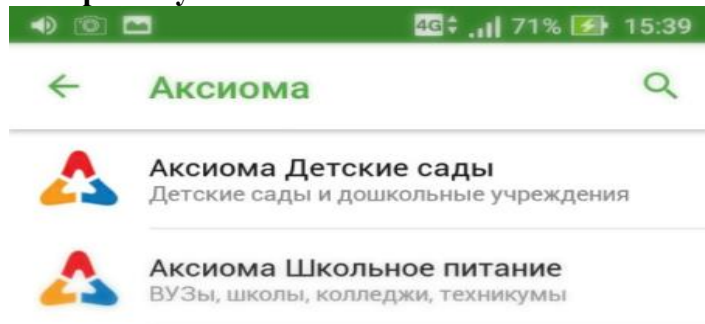 4G 71% 15:39
Аксиома
Аксиома Детские сады
Детские сады и дошкольные учреждения
Аксиома Школьное питание
ВУЗы, школы, колледжи, техникумы